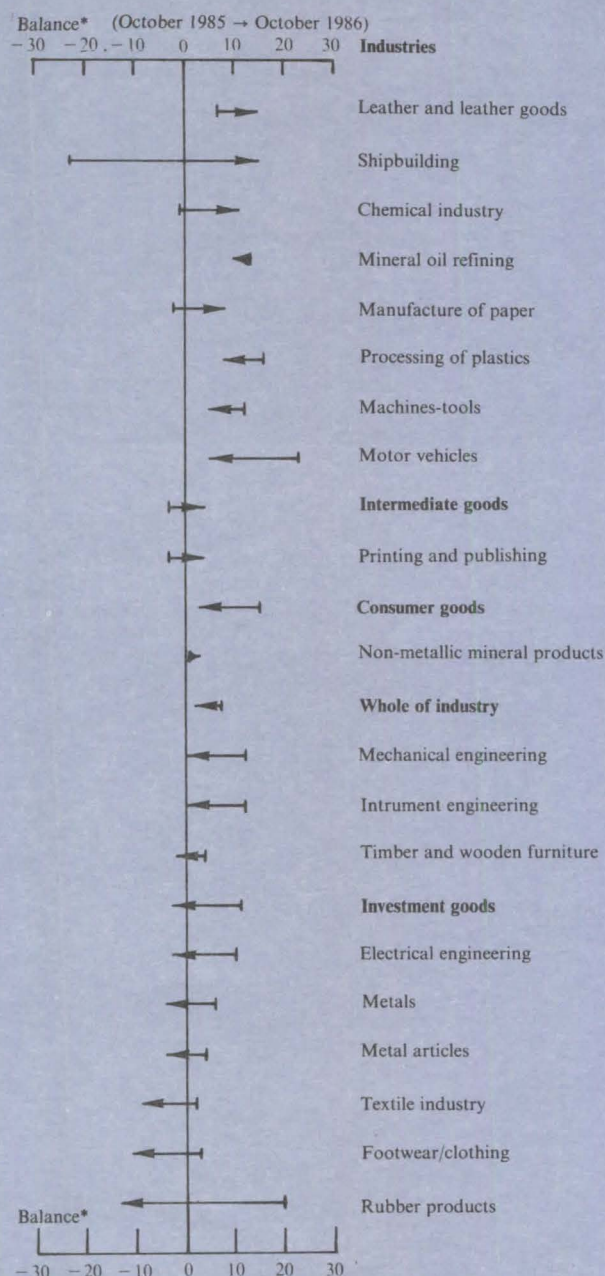 Balance* (October 1985 → October 1986)
−30 −20 −10 0 10 20 30 Industries
Leather and leather goods
Shipbuilding
Chemical industry
Mineral oil refining
Manufacture of paper
Processing of plastics
Machines-tools
Motor vehicles
Intermediate goods
Printing and publishing
Consumer goods
Non-metallic mineral products
Whole of industry
Mechanical engineering
Intrument engineering
Timber and wooden furniture
Investment goods
Electrical engineering
Metals
Metal articles
Textile industry
Footwear/clothing
Rubber products
Balance*
−30 −20 −10 0 10 20 30